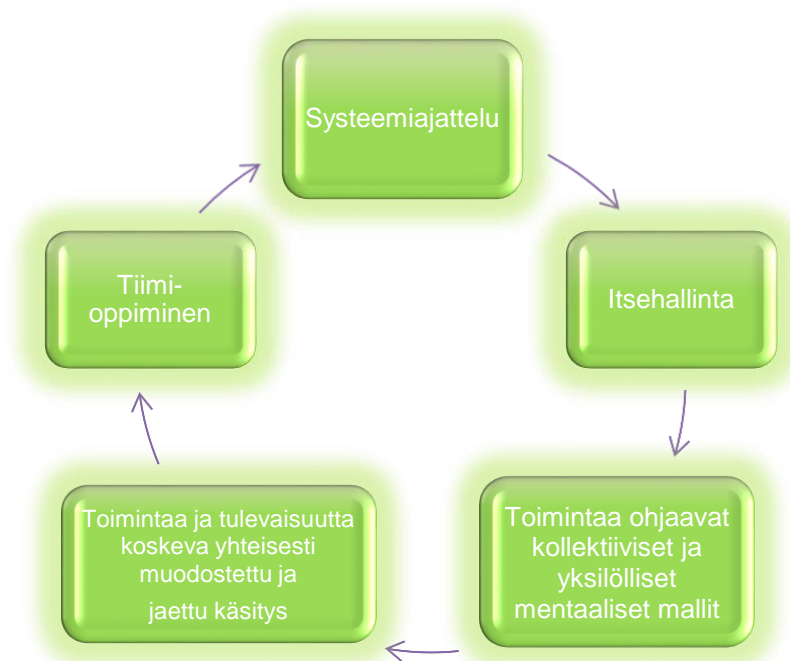 Systeemiajattelu
Itsehallinta
Toimintaa ohjaavat
kollektiiviset ja
yksilölliset
mentaaliset mallit
Toimintaa ja tulevaisuutta
koskeva yhteisesti
muodostettu ja
jaettu käsitys
Tiimi-
oppiminen